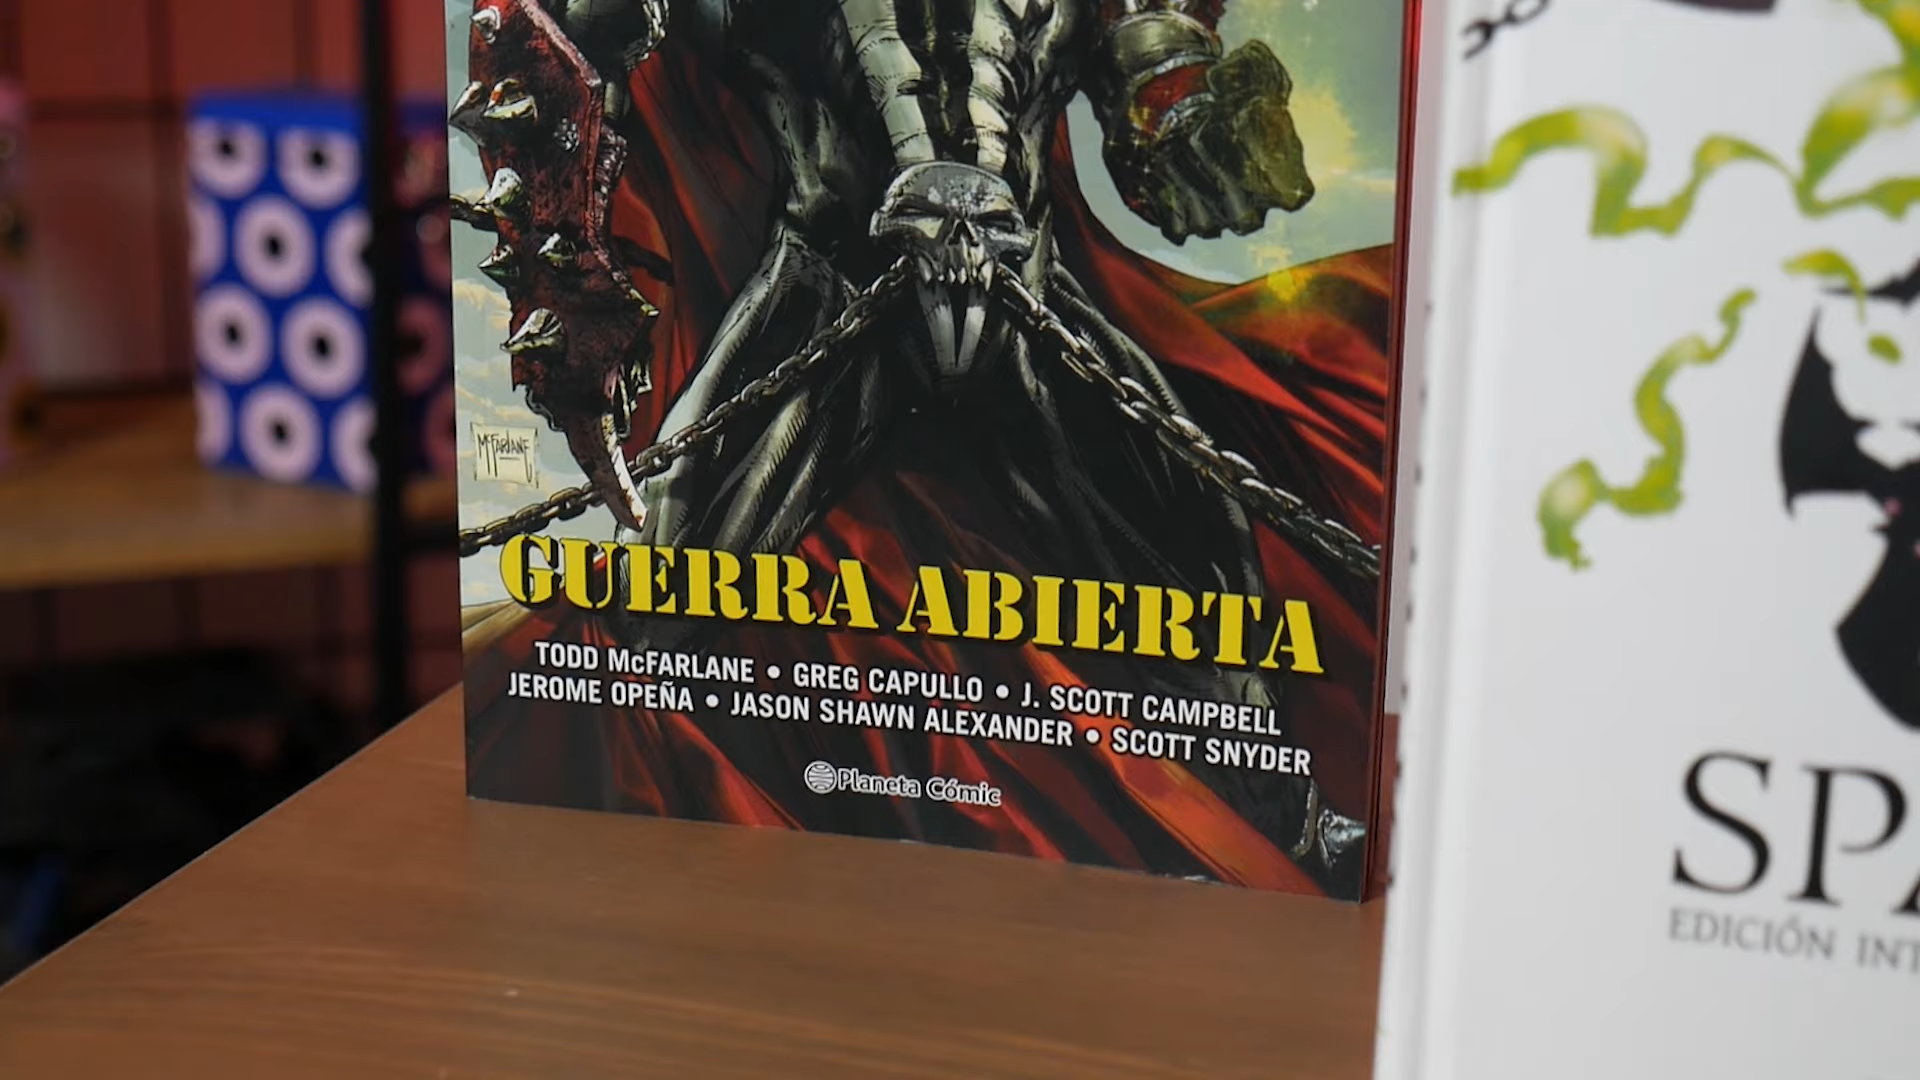 McFARLANE
GUERRA ABIERTA
TODD McFARLANE • GREG CAPULLO • J. SCOTT CAMPBELL
JEROME OPEÑA • JASON SHAWN ALEXANDER • SCOTT SNYDER
Planeta Cómic
SPA
EDICIÓN INT